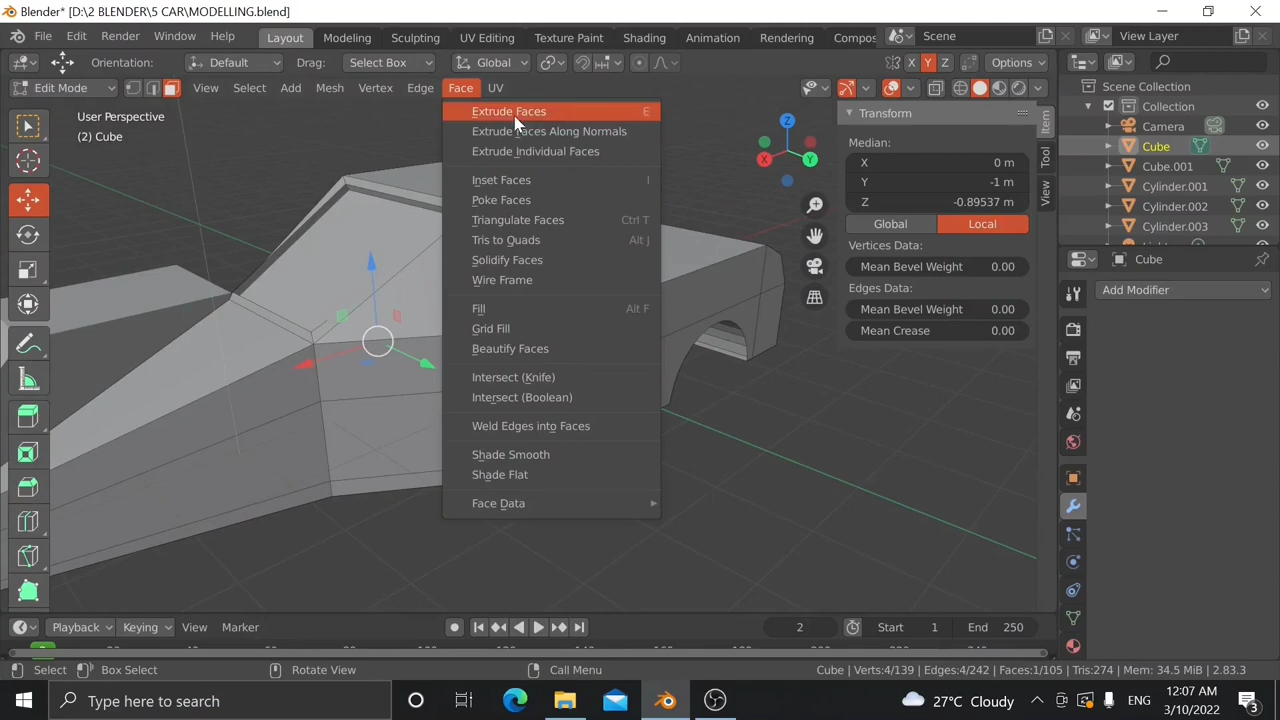 Blender* [D:\2 BLENDER\5 CAR\MODELLING.blend]
File Edit Render Window Help Layout Modeling Sculpting UV Editing Texture Paint Shading Animation Rendering Compos Scene View Layer
Orientation: Default Drag: Select Box Global X Y Z Options
Edit Mode View Select Add Mesh Vertex Edge Face UV
User Perspective
(2) Cube
Extrude Faces E
Extrude Faces Along Normals
Extrude Individual Faces
Inset Faces I
Poke Faces
Triangulate Faces Ctrl T
Tris to Quads Alt J
Solidify Faces
Wire Frame
Fill Alt F
Grid Fill
Beautify Faces
Intersect (Knife)
Intersect (Boolean)
Weld Edges into Faces
Shade Smooth
Shade Flat
Face Data
Z
X
Y
Transform
Median:
X 0 m
Y -1 m
Z -0.89537 m
Global Local
Vertices Data:
Mean Bevel Weight 0.00
Edges Data:
Mean Bevel Weight 0.00
Mean Crease 0.00
Item
Tool
View
Scene Collection
Collection
Camera
Cube
Cube.001
Cylinder.001
Cylinder.002
Cylinder.003
Cube
Add Modifier
Playback Keying View Marker 2 Start 1 End 250
Select Box Select Rotate View Call Menu Cube | Verts:4/139 | Edges:4/242 | Faces:1/105 | Tris:274 | Mem: 34.5 MiB | 2.83.3
Type here to search 27°C Cloudy ENG 12:07 AM
3/10/2022
3